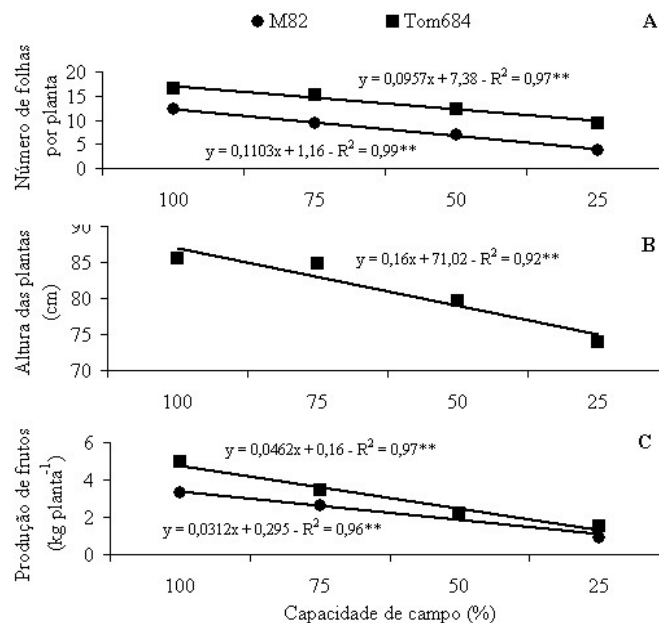 M82 Tom684
A
Número de folhas
por planta
20
15
10
5
0
y = 0,0957x + 7,38 - R² = 0,97**
y = 0,1103x + 1,16 - R² = 0,99**
100 75 50 25
B
Altura das plantas
(cm)
90
85
80
75
70
y = 0,16x + 71,02 - R² = 0,92**
100 75 50 25
C
Produção de frutos
(kg planta⁻¹)
6
4
2
0
y = 0,0462x + 0,16 - R² = 0,97**
y = 0,0312x + 0,295 - R² = 0,96**
100 75 50 25
Capacidade de campo (%)